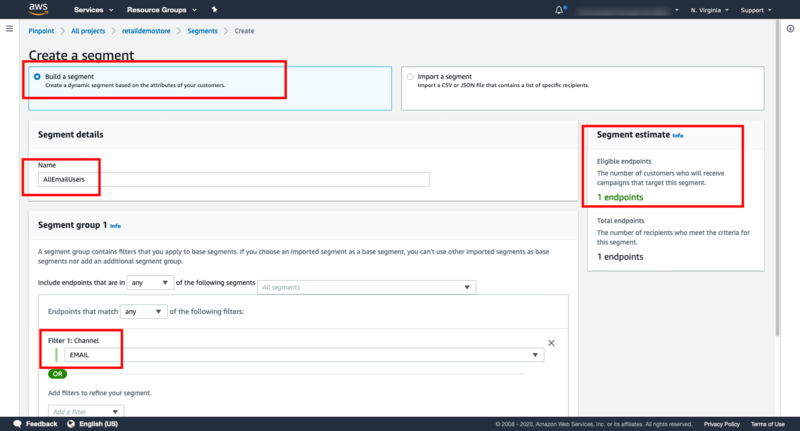 aws
Services
Resource Groups
N. Virginia
Support
Pinpoint > All projects > retaildemostore > Segments > Create
Create a segment
Build a segment
Create a dynamic segment based on the attributes of your customers.
Import a segment
Import a CSV or JSON file that contains a list of specific recipients.
Segment details
Name
AllEmailUsers
Segment estimate Info
Eligible endpoints
The number of customers who will receive
campaigns that target this segment.
1 endpoints
Total endpoints
The number of recipients who meet the criteria for
this segment.
1 endpoints
Segment group 1 Info
A segment group contains filters that you apply to base segments. If you choose an imported segment as a base segment, you can't use other imported segments as base
segments nor add an additional segment group.
Include endpoints that are in any of the following segments All segments
Endpoints that match any of the following filters:
Filter 1: Channel
EMAIL
OR
Add filters to refine your segment.
Add a filter
Feedback
English (US)
© 2008 - 2020, Amazon Web Services, Inc. or its affiliates. All rights reserved.
Privacy Policy
Terms of Use